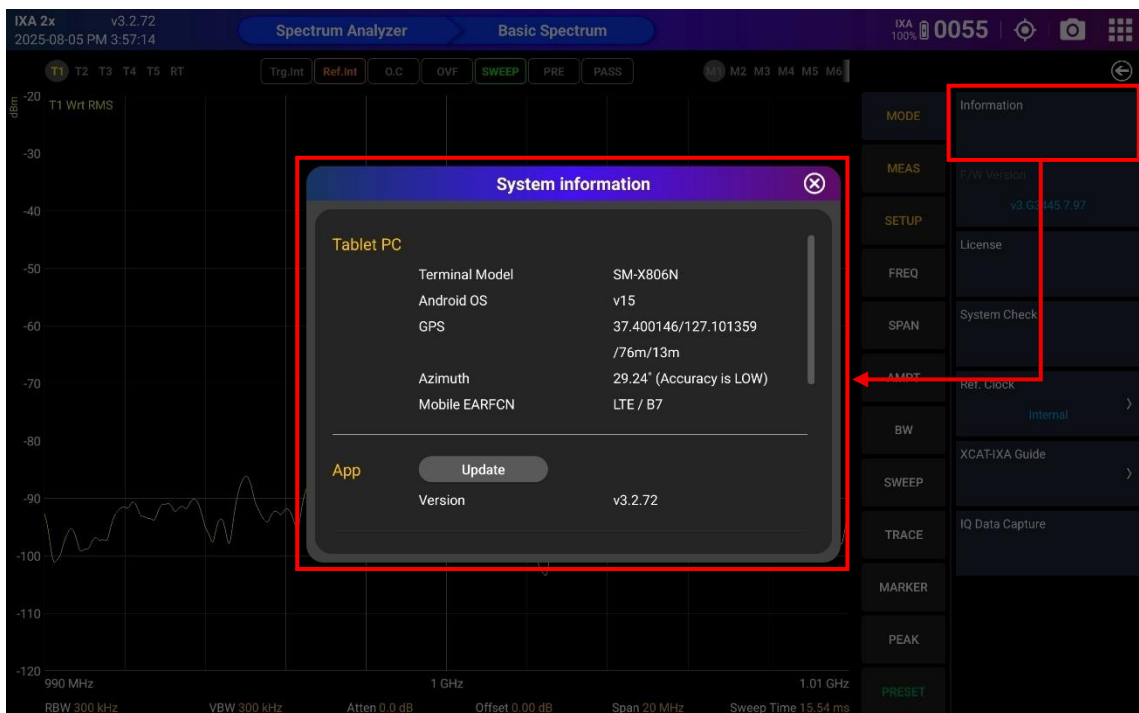 IXA 2x v3.2.72
2025-08-05 PM 3:57:14
Spectrum Analyzer
Basic Spectrum
IXA
100%
0055
T1 T2 T3 T4 T5 RT
Trg.Int Ref.Int O.C OVF SWEEP PRE PASS
M1 M2 M3 M4 M5 M6
dBm
T1 Wrt RMS
-20
-30
-40
-50
-60
-70
-80
-90
-100
-110
-120
System information
Tablet PC
Terminal Model SM-X806N
Android OS v15
GPS 37.400146/127.101359
/76m/13m
Azimuth 29.24° (Accuracy is LOW)
Mobile EARFCN LTE / B7
App Update
Version v3.2.72
MODE
MEAS
SETUP
FREQ
SPAN
AMPT
BW
SWEEP
TRACE
MARKER
PEAK
PRESET
Information
F/W Version
License
System Check
Ref. Clock
Internal
XCAT-IXA Guide
IQ Data Capture
990 MHz 1 GHz 1.01 GHz
RBW 300 kHz VBW 300 kHz Atten 0.0 dB Offset 0.00 dB Span 20 MHz Sweep Time 15.54 ms